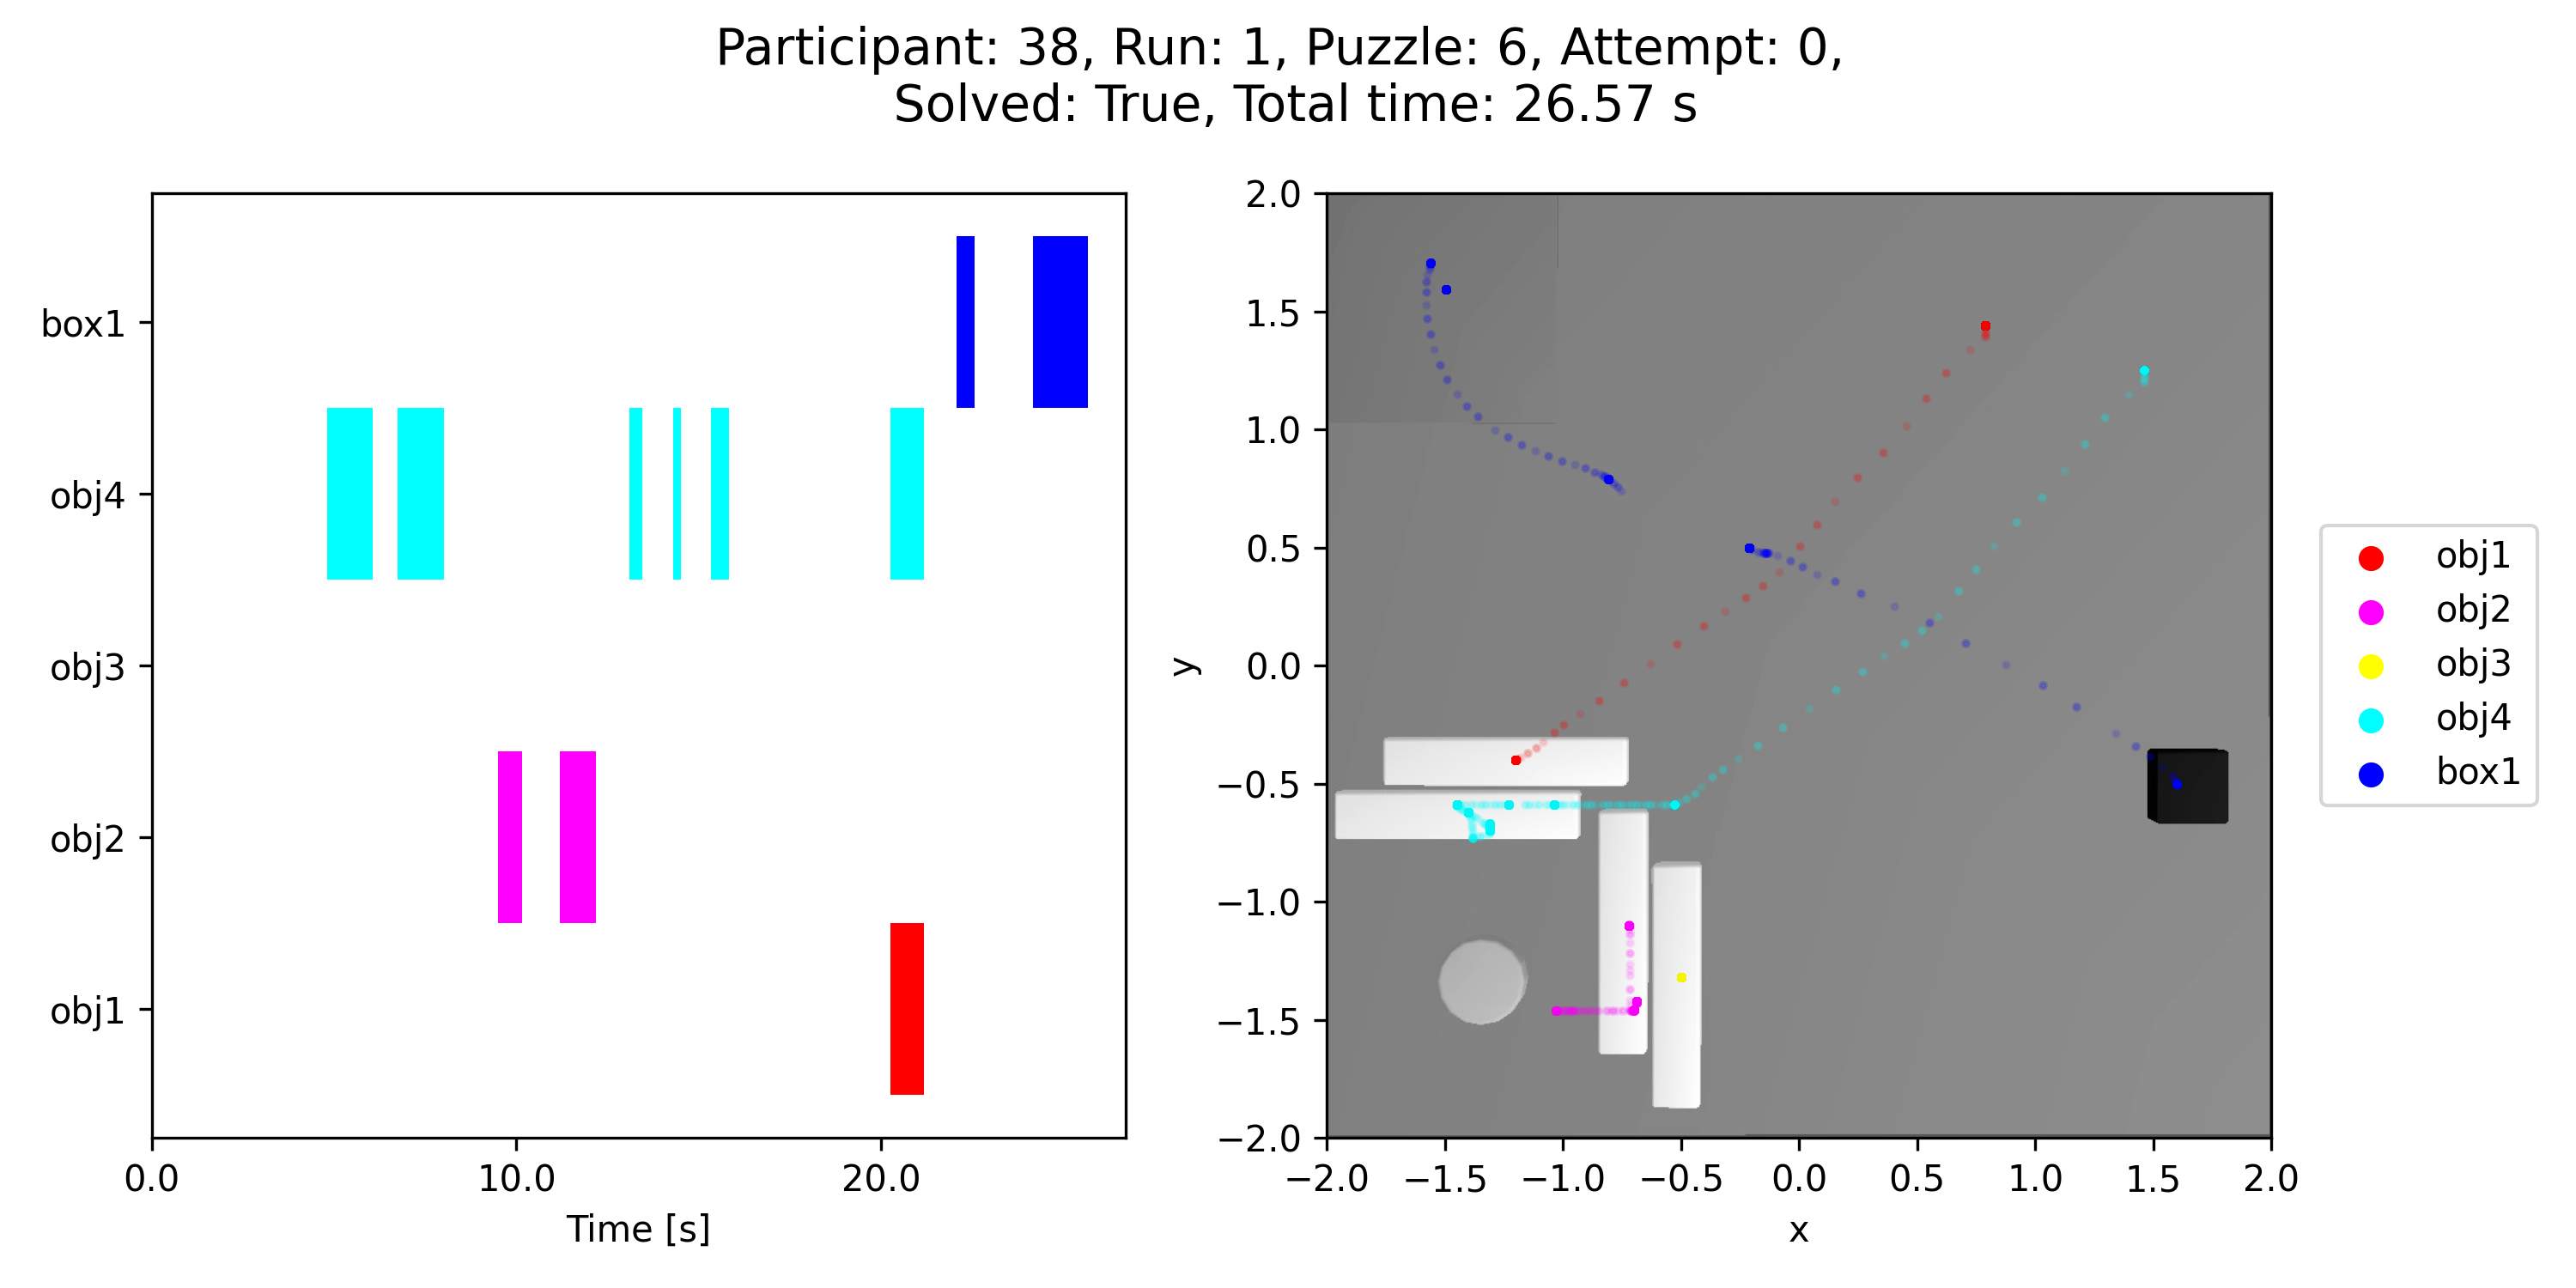 Participant: 38, Run: 1, Puzzle: 6, Attempt: 0,
Solved: True, Total time: 26.57 s
box1
obj4
obj3
obj2
obj1
0.0 10.0 20.0
Time [s]
2.0
1.5
1.0
0.5
0.0
−0.5
−1.0
−1.5
−2.0
y
−2.0 −1.5 −1.0 −0.5 0.0 0.5 1.0 1.5 2.0
x
obj1
obj2
obj3
obj4
box1